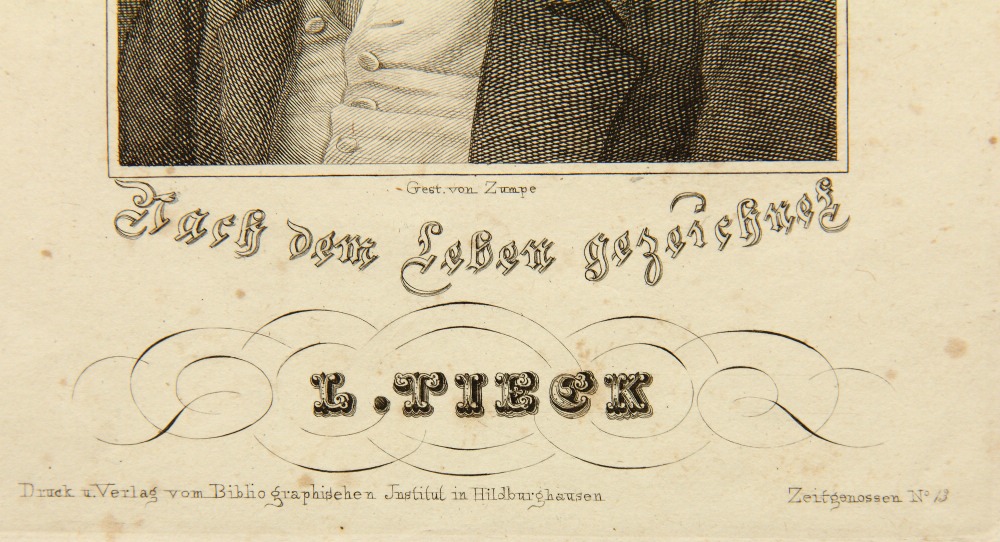 Gest. von Zumpe
Nach dem Leben gezeichnet
L. TIECK
Druck u. Verlag vom Bibliographischen Institut in Hildburghausen
Zeitgenossen No 13